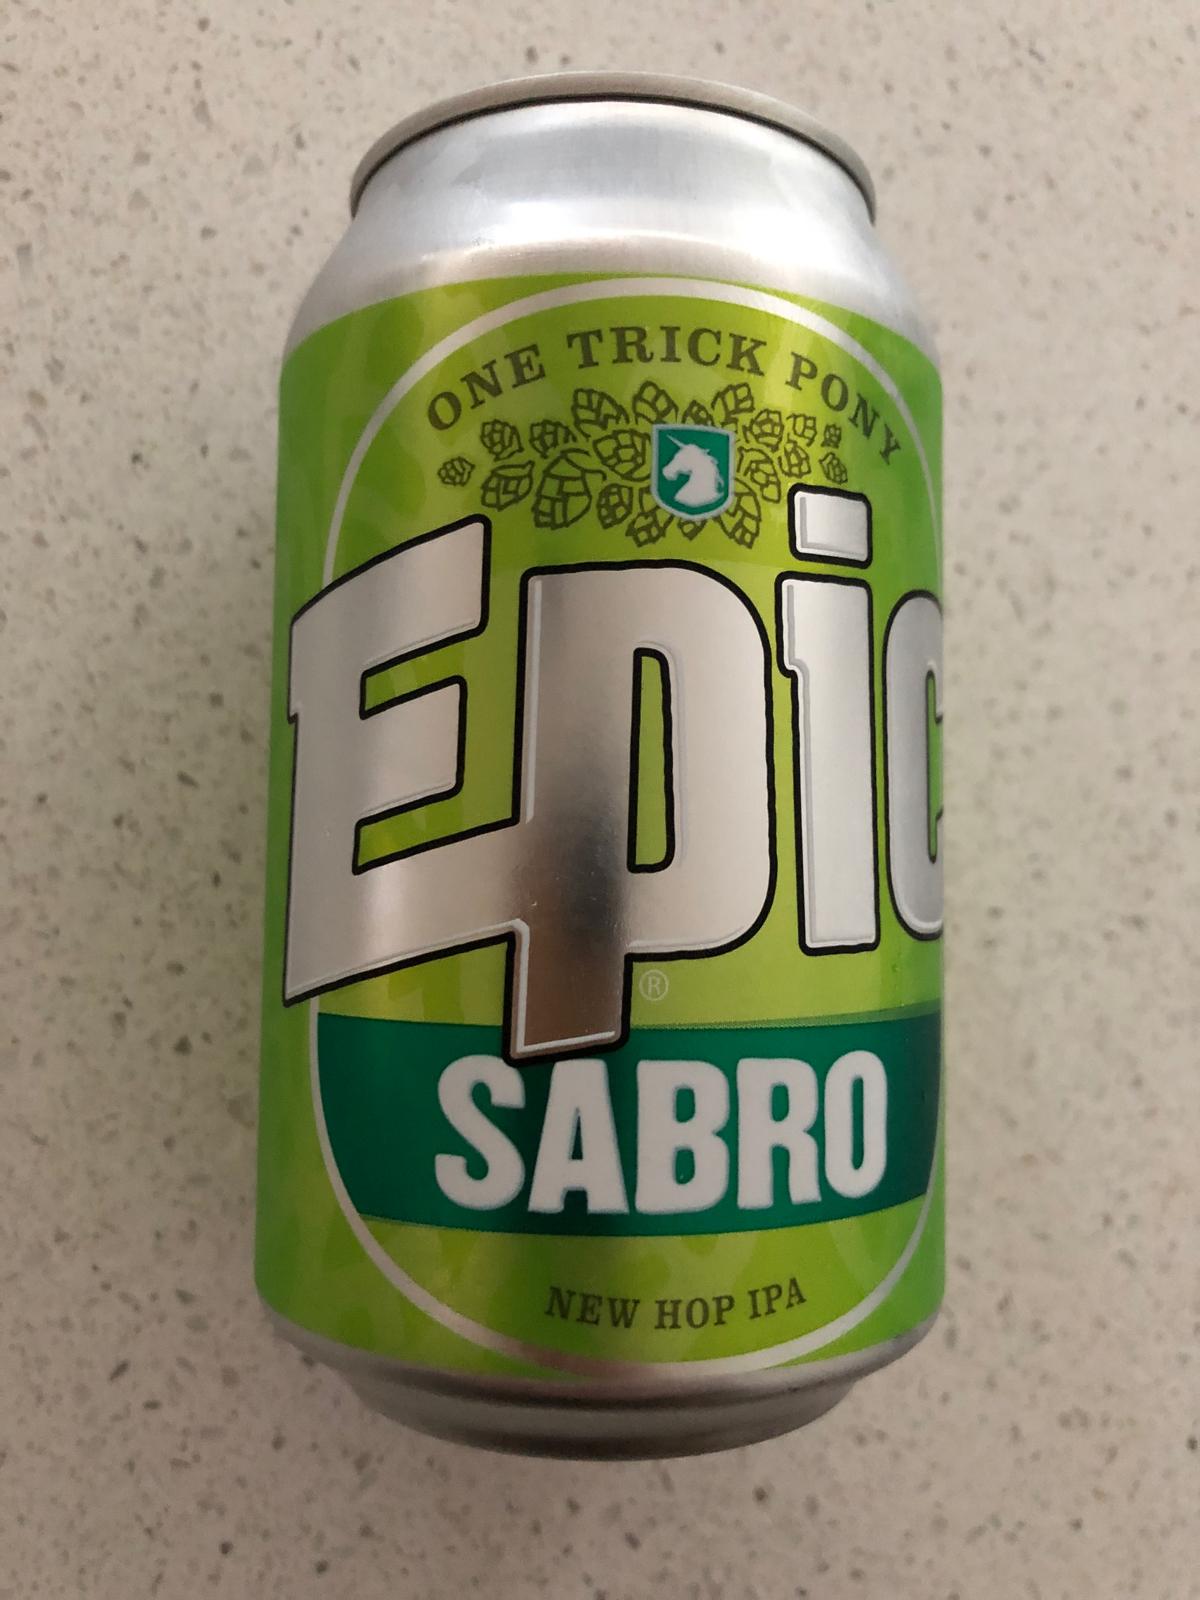 ONE TRICK PONY
Epic
®
SABRO
NEW HOP IPA